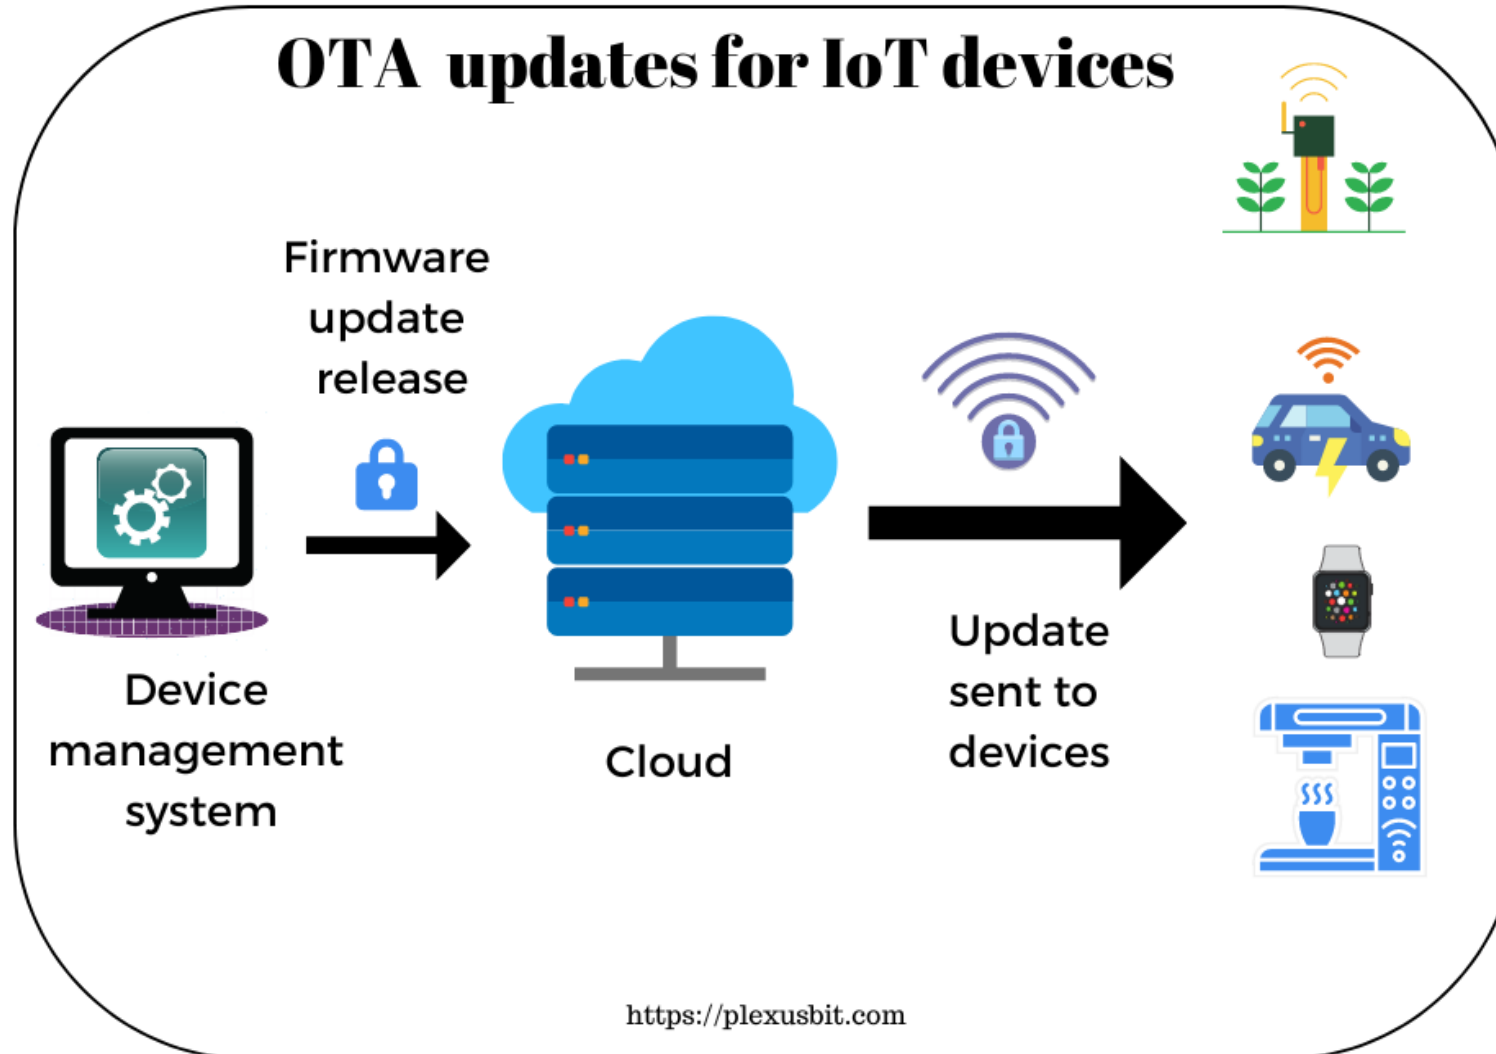 OTA updates for IoT devices
Firmware
update
release
Device
management
system
Cloud
Update
sent to
devices
https://plexusbit.com